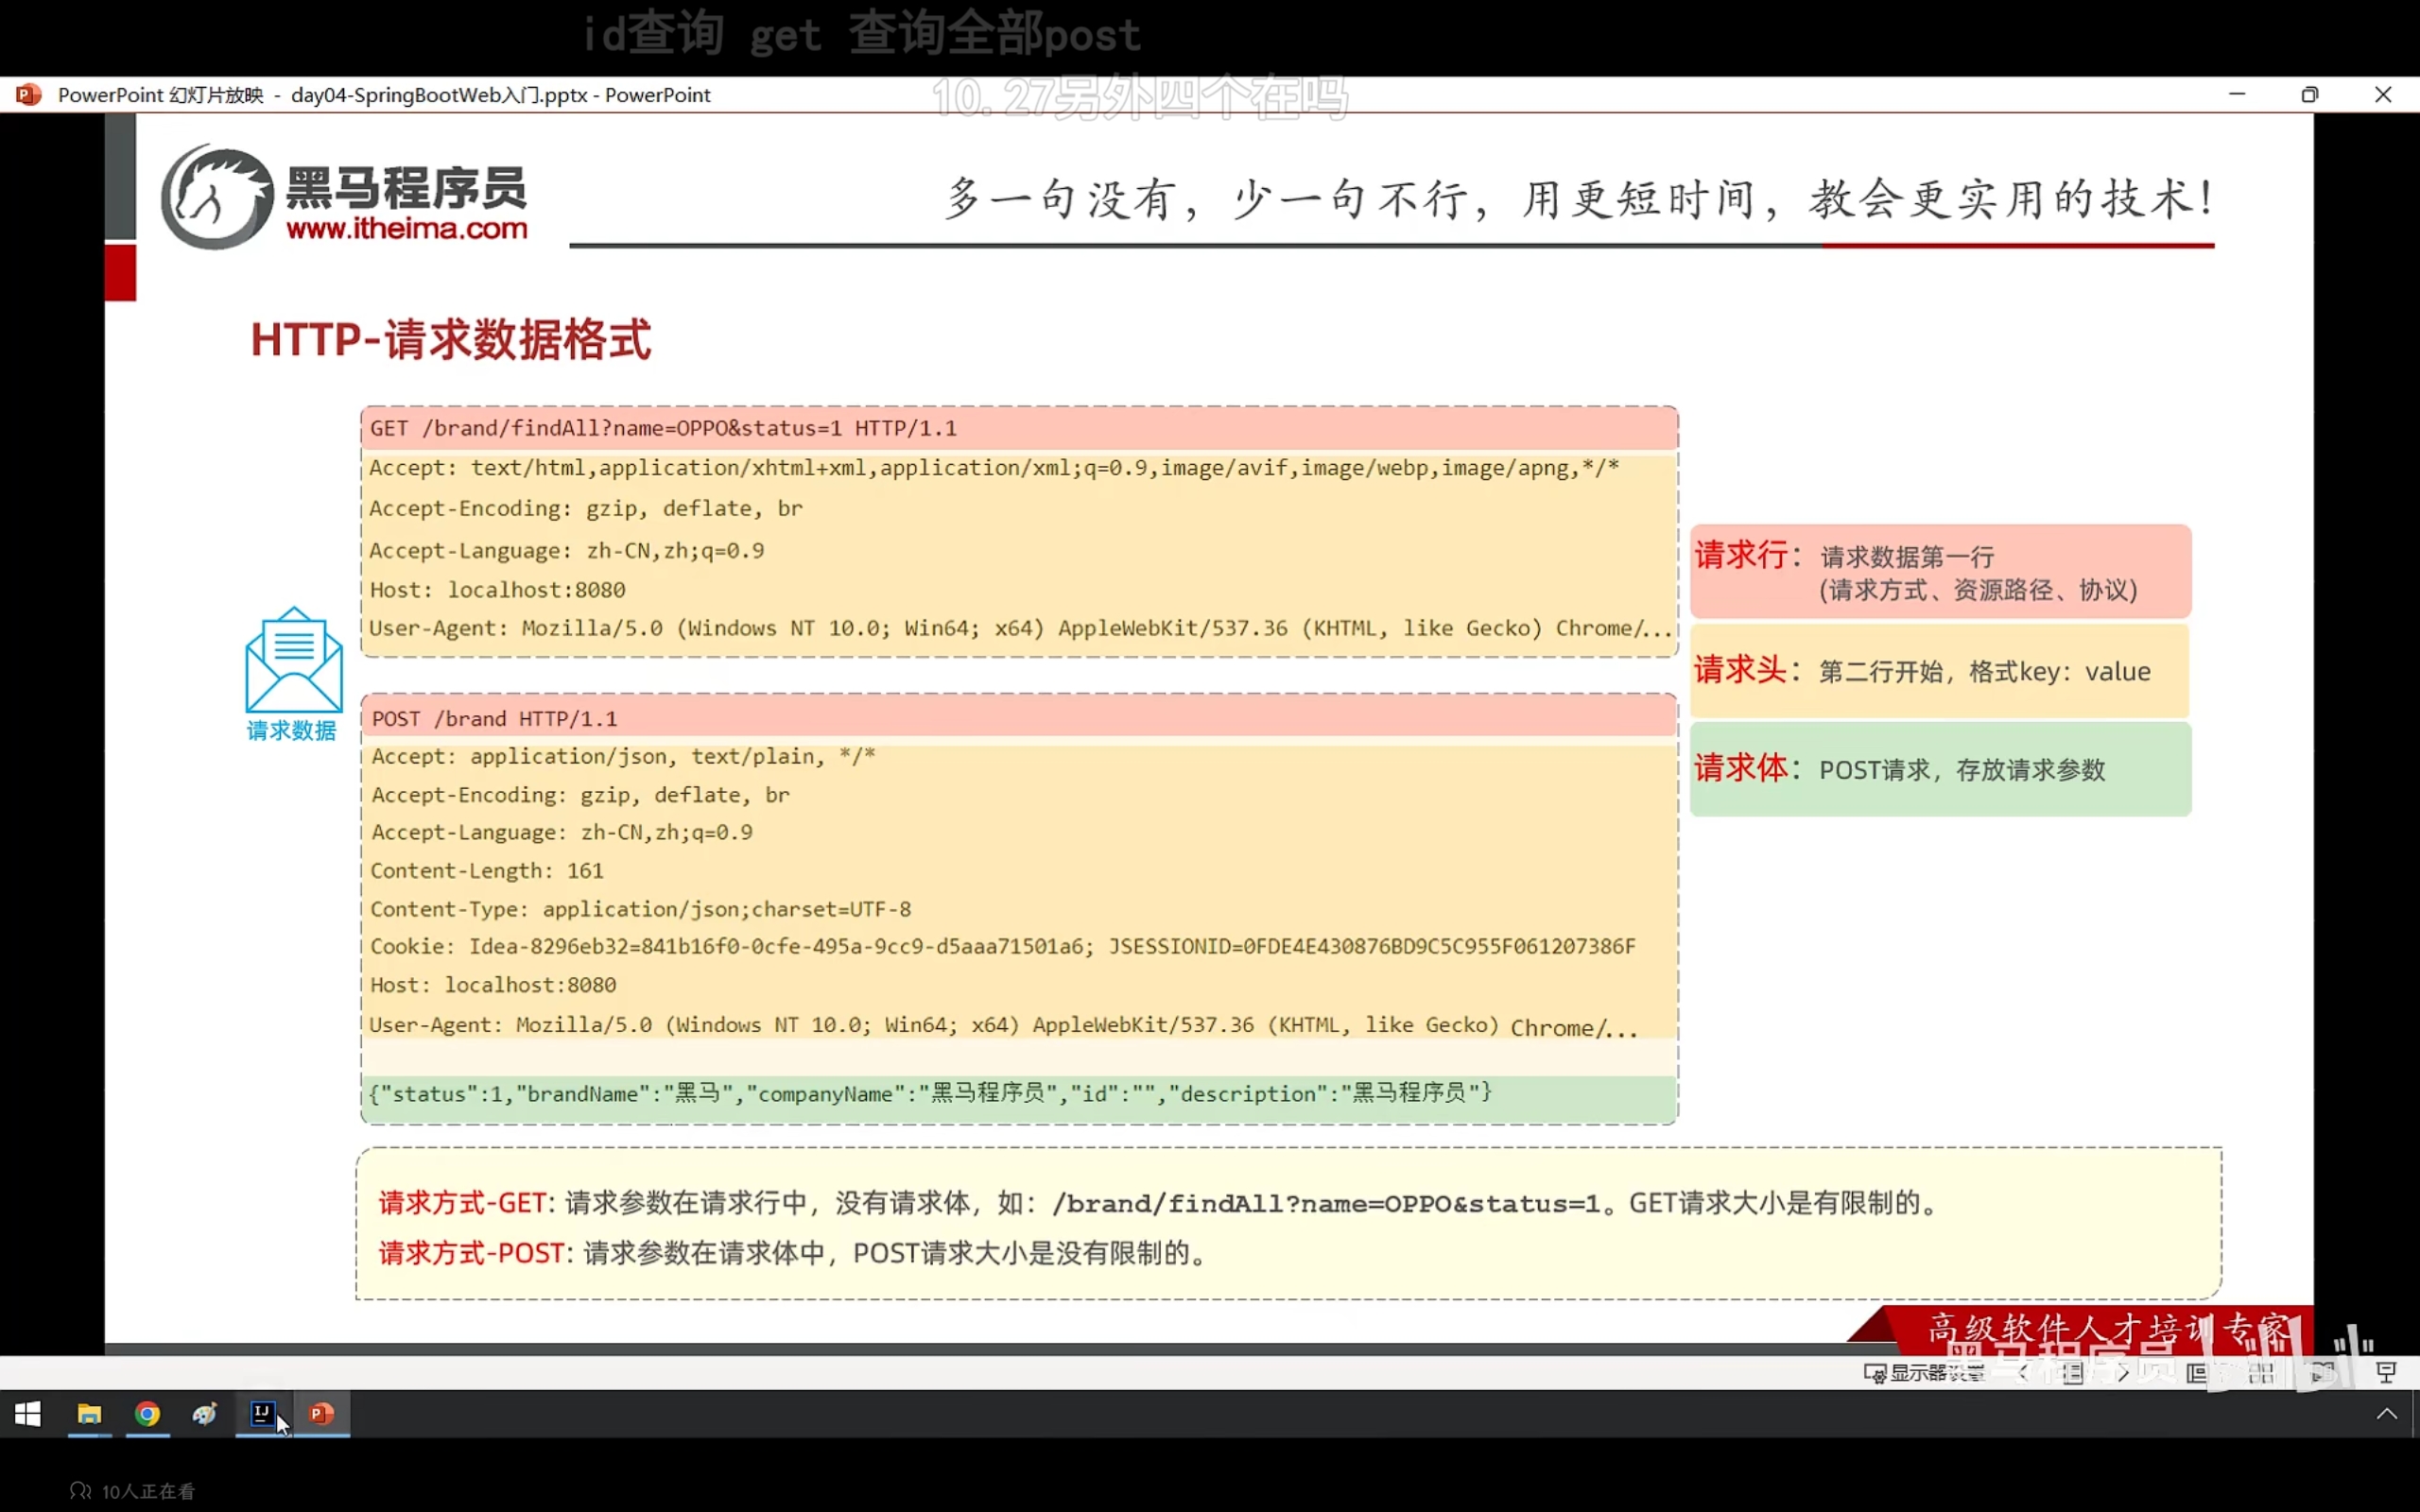 id查询 get 查询全部post
10.27另外四个在吗
PowerPoint 幻灯片放映 - day04-SpringBootWeb入门.pptx - PowerPoint
黑马程序员
www.itheima.com
多一句没有，少一句不行，用更短时间，教会更实用的技术！
HTTP-请求数据格式
GET /brand/findAll?name=OPPO&status=1 HTTP/1.1
Accept: text/html,application/xhtml+xml,application/xml;q=0.9,image/avif,image/webp,image/apng,*/*
Accept-Encoding: gzip, deflate, br
Accept-Language: zh-CN,zh;q=0.9
Host: localhost:8080
User-Agent: Mozilla/5.0 (Windows NT 10.0; Win64; x64) AppleWebKit/537.36 (KHTML, like Gecko) Chrome/...
请求数据
POST /brand HTTP/1.1
Accept: application/json, text/plain, */*
Accept-Encoding: gzip, deflate, br
Accept-Language: zh-CN,zh;q=0.9
Content-Length: 161
Content-Type: application/json;charset=UTF-8
Cookie: Idea-8296eb32=841b16f0-0cfe-495a-9cc9-d5aaa71501a6; JSESSIONID=0FDE4E430876BD9C5C955F061207386F
Host: localhost:8080
User-Agent: Mozilla/5.0 (Windows NT 10.0; Win64; x64) AppleWebKit/537.36 (KHTML, like Gecko) Chrome/...
{"status":1,"brandName":"黑马","companyName":"黑马程序员","id":"","description":"黑马程序员"}
请求行：请求数据第一行
(请求方式、资源路径、协议)
请求头：第二行开始，格式key：value
请求体：POST请求，存放请求参数
请求方式-GET: 请求参数在请求行中，没有请求体，如：/brand/findAll?name=OPPO&status=1。GET请求大小是有限制的。
请求方式-POST: 请求参数在请求体中，POST请求大小是没有限制的。
高级软件人才培训专家
黑马程序员
显示器设置
10人正在看